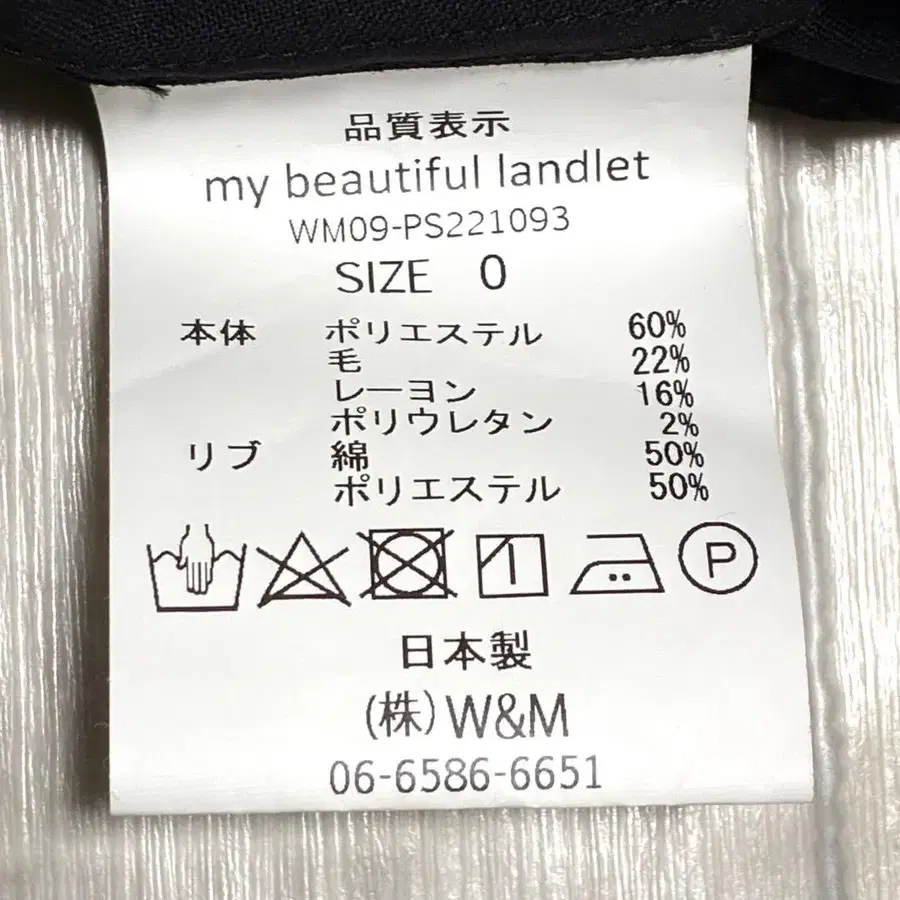 品質表示
my beautiful landlet
WM09-PS221093
SIZE 0
本体 ポリエステル 60%
毛 22%
レーヨン 16%
ポリウレタン 2%
リブ 綿 50%
ポリエステル 50%
P
日本製
(株)W&M
06-6586-6651